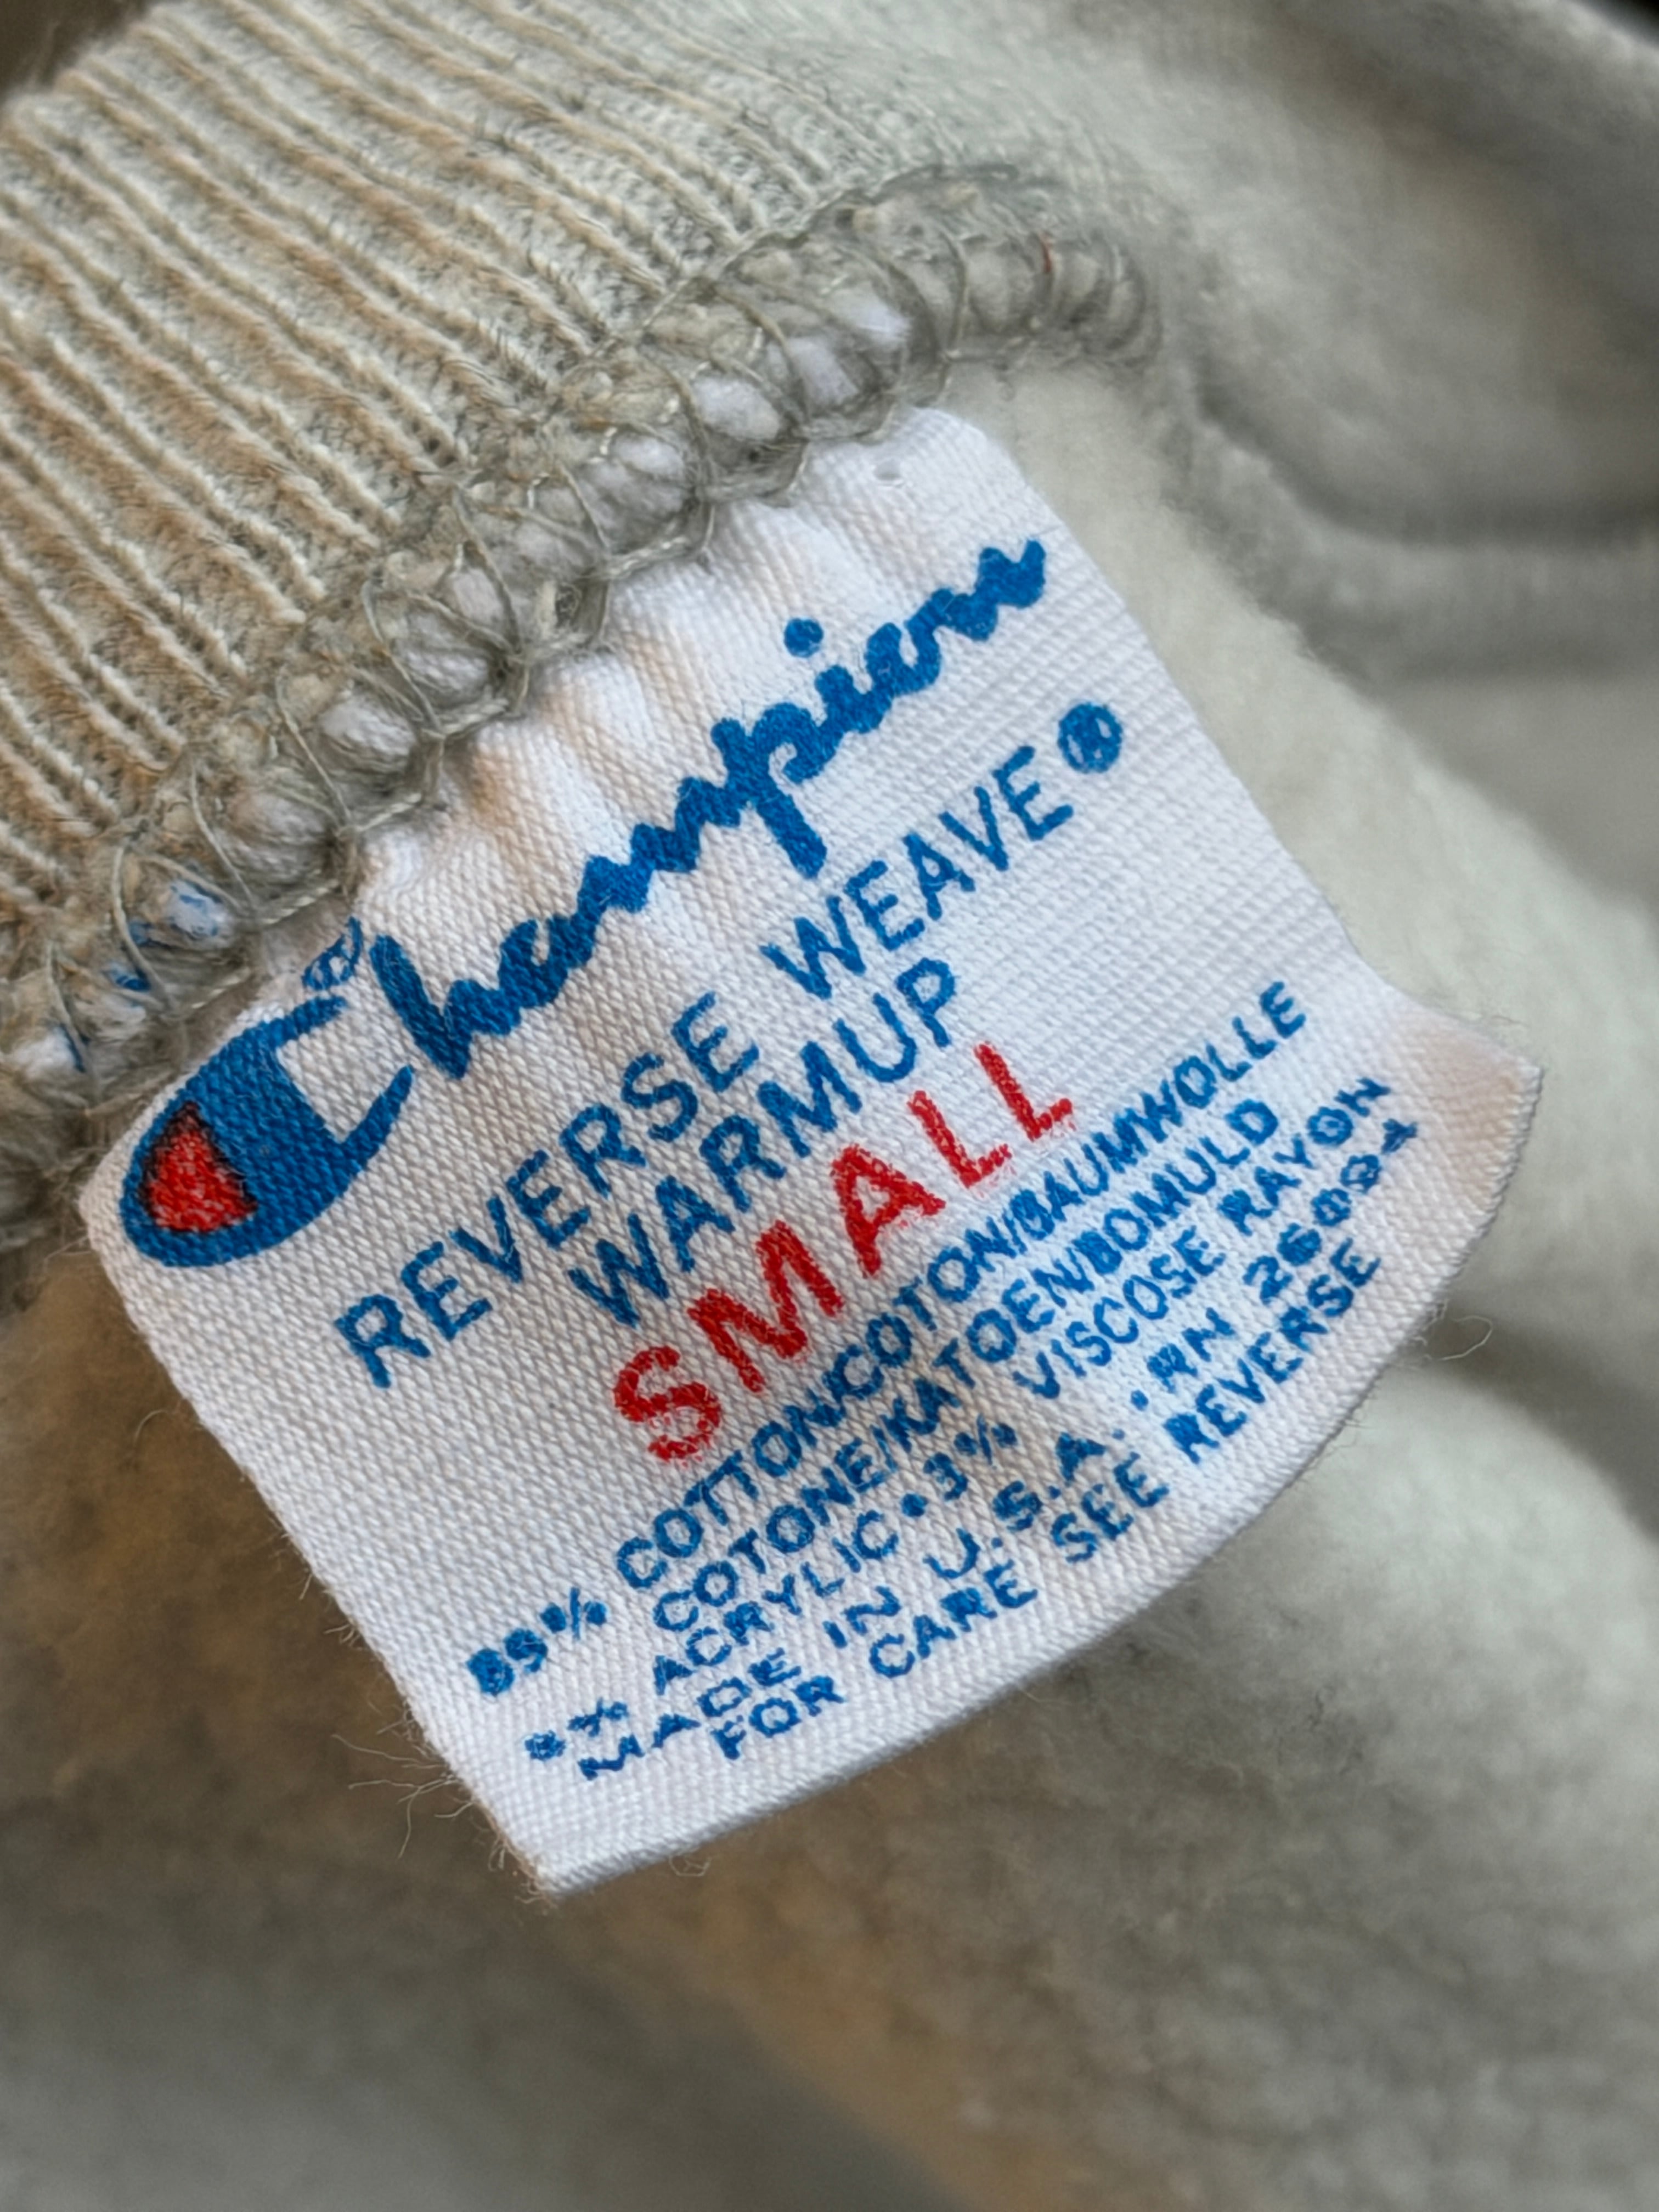 Champion®
REVERSE WEAVE®
WARMUP
SMALL
89% COTTON/COTON/BAUMWOLLE
COTONE/KATOEN/BOMULD
8% ACRYLIC • 3% VISCOSE RAYON
MADE IN U.S.A. • RN 26094
FOR CARE SEE REVERSE